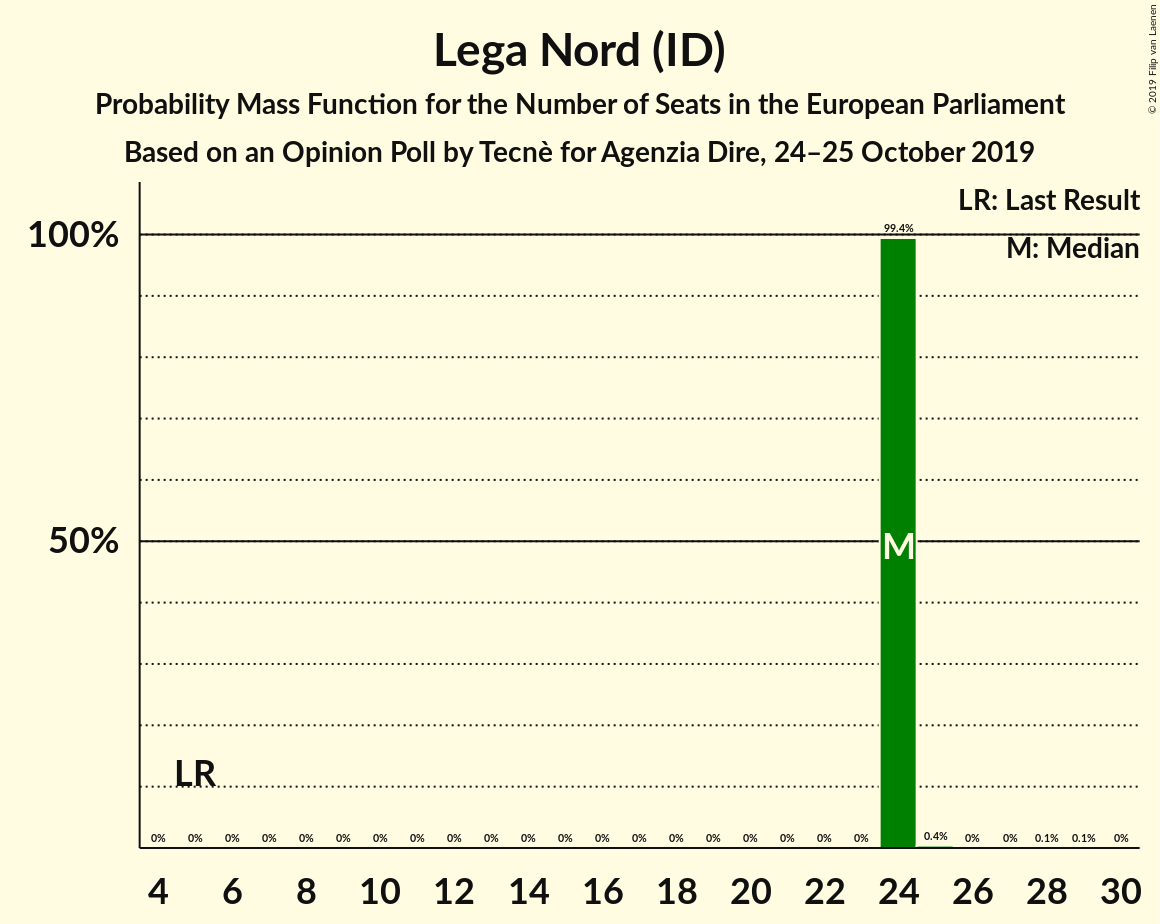 Lega Nord (ID)
Probability Mass Function for the Number of Seats in the European Parliament
Based on an Opinion Poll by Tecnè for Agenzia Dire, 24–25 October 2019
© 2019 Filip van Laenen
LR: Last Result
M: Median
100%
50%
99.4%
M
LR
0% 0% 0% 0% 0% 0% 0% 0% 0% 0% 0% 0% 0% 0% 0% 0% 0% 0% 0% 0% 0.4% 0% 0% 0.1% 0.1% 0%
4 6 8 10 12 14 16 18 20 22 24 26 28 30